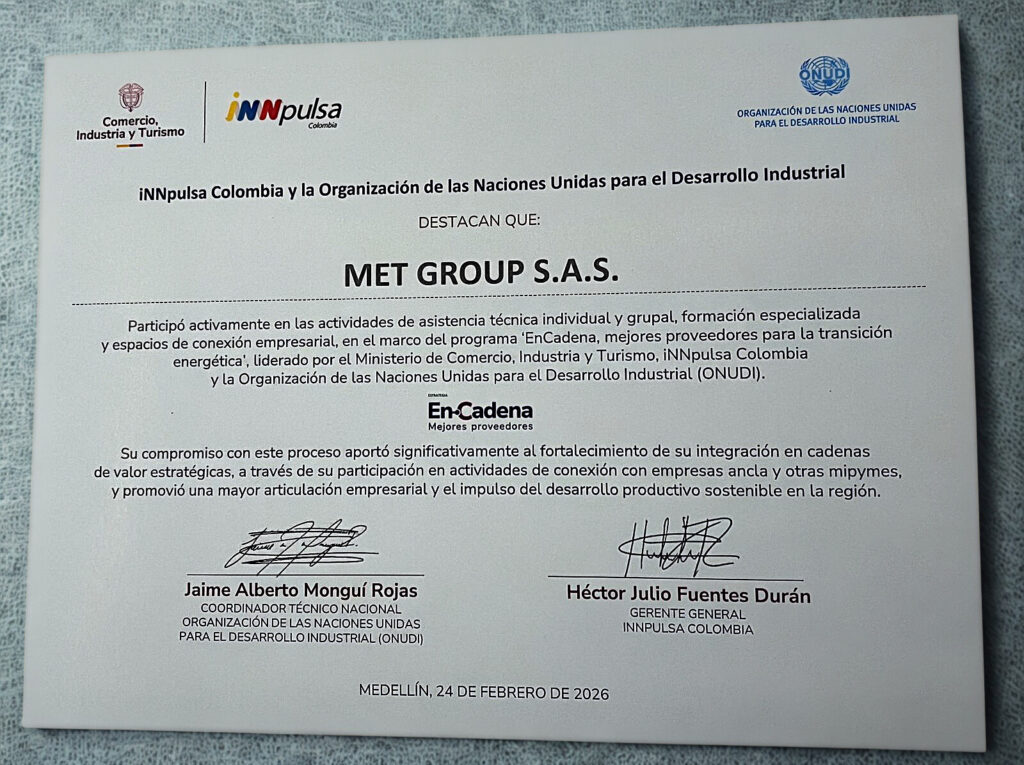 Comercio,
Industria y Turismo
iNNpulsa
Colombia
ONUDI
ORGANIZACIÓN DE LAS NACIONES UNIDAS
PARA EL DESARROLLO INDUSTRIAL
iNNpulsa Colombia y la Organización de las Naciones Unidas para el Desarrollo Industrial
DESTACAN QUE:
MET GROUP S.A.S.
Participó activamente en las actividades de asistencia técnica individual y grupal, formación especializada
y espacios de conexión empresarial, en el marco del programa ‘EnCadena, mejores proveedores para la transición
energética’, liderado por el Ministerio de Comercio, Industria y Turismo, iNNpulsa Colombia
y la Organización de las Naciones Unidas para el Desarrollo Industrial (ONUDI).
ESTRATEGIA
En-Cadena
Mejores proveedores
Su compromiso con este proceso aportó significativamente al fortalecimiento de su integración en cadenas
de valor estratégicas, a través de su participación en actividades de conexión con empresas ancla y otras mipymes,
y promovió una mayor articulación empresarial y el impulso del desarrollo productivo sostenible en la región.
Jaime Alberto Monguí Rojas
COORDINADOR TÉCNICO NACIONAL
ORGANIZACIÓN DE LAS NACIONES UNIDAS
PARA EL DESARROLLO INDUSTRIAL (ONUDI)
Héctor Julio Fuentes Durán
GERENTE GENERAL
INNPULSA COLOMBIA
MEDELLÍN, 24 DE FEBRERO DE 2026